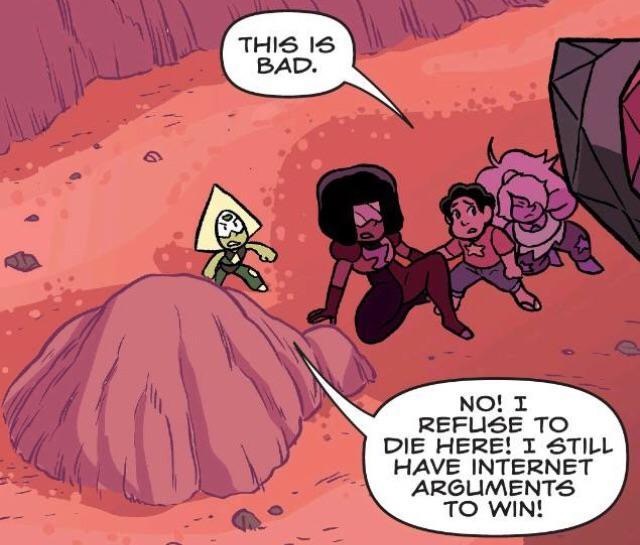 THIS IS
BAD.
NO! I
REFUSE TO
DIE HERE! I STILL
HAVE INTERNET
ARGUMENTS
TO WIN!